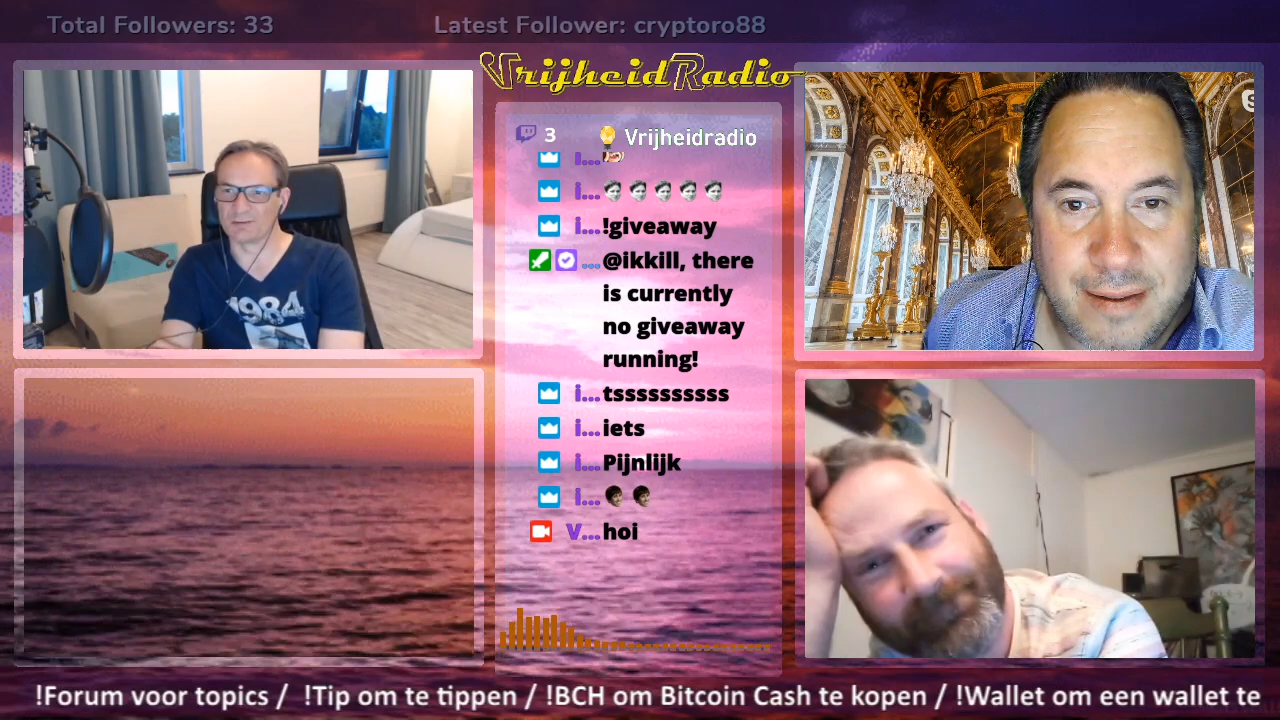 Total Followers: 33
Latest Follower: cryptoro88
VrijheidRadio
3
Vrijheidradio
i...
i...
i... !giveaway
... @ikkill, there
is currently
no giveaway
running!
i... tssssssssss
i... iets
i... Pijnlijk
i...
V... hoi
1984
S
!Forum voor topics / !Tip om te tippen / !BCH om Bitcoin Cash te kopen / !Wallet om een wallet te